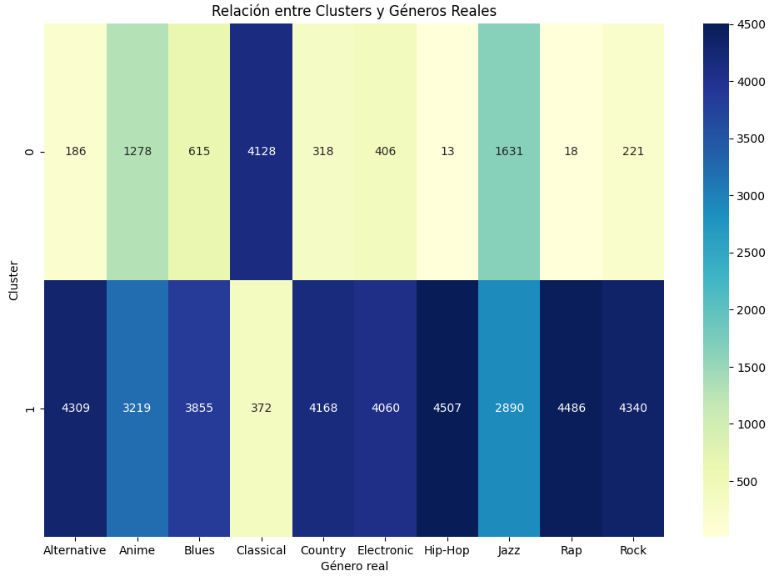 Relación entre Clusters y Géneros Reales
4500
4000
3500
3000
2500
2000
1500
1000
500
Cluster
0
186 1278 615 4128 318 406 13 1631 18 221
1
4309 3219 3855 372 4168 4060 4507 2890 4486 4340
Alternative Anime Blues Classical Country Electronic Hip-Hop Jazz Rap Rock
Género real